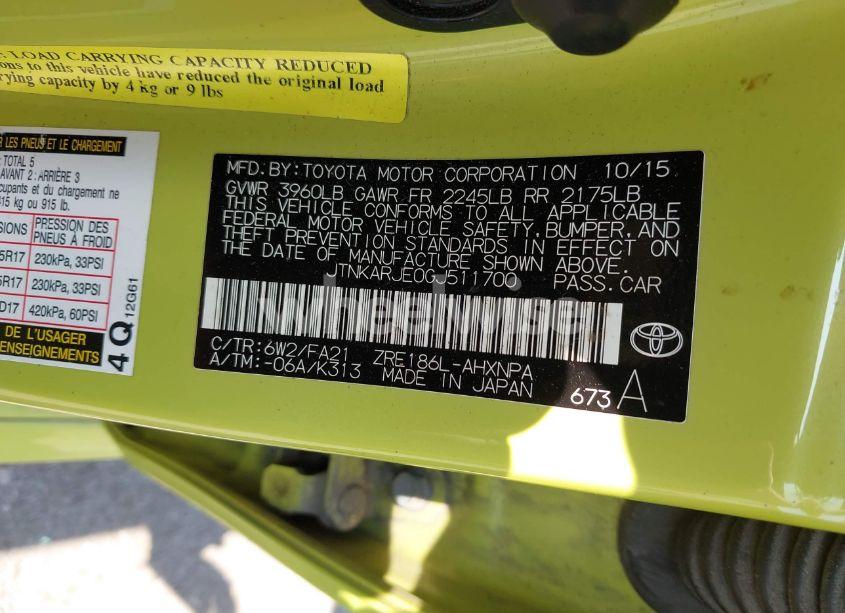 : LOAD CARRYING CAPACITY REDUCED
ons to this vehicle have reduced the original load
rying capacity by 4 kg or 9 lbs
R LES PNEUS ET LE CHARGEMENT
: TOTAL 5
AVANT 2 : ARRIÈRE 3
cupants et du chargement ne
415 kg ou 915 lb.
SIONS PRESSION DES PNEUS À FROID
5R17 230kPa, 33PSI
5R17 230kPa, 33PSI
D17 420kPa, 60PSI
DE L'USAGER
ENSEIGNEMENTS
4Q 12G61
MFD.BY:TOYOTA MOTOR CORPORATION 10/15
GVWR 3960LB GAWR FR 2245LB RR 2175LB
THIS VEHICLE CONFORMS TO ALL APPLICABLE
FEDERAL MOTOR VEHICLE SAFETY,BUMPER,AND
THEFT PREVENTION STANDARDS IN EFFECT ON
THE DATE OF MANUFACTURE SHOWN ABOVE.
JTNKARJE0GJ511700 PASS.CAR
wheelwise
C/TR:6W2/FA21 ZRE186L-AHXNPA
A/TM:-06A/K313 MADE IN JAPAN
673 A